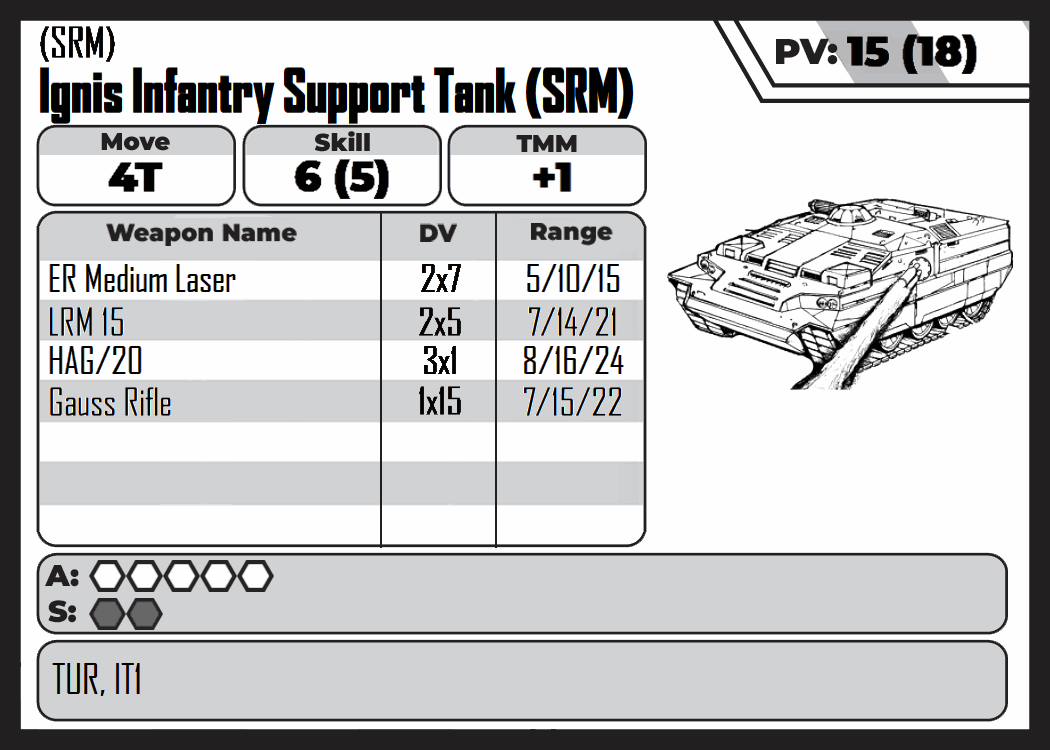 (SRM)
Ignis Infantry Support Tank (SRM)
PV: 15 (18)
Move Skill TMM
4T 6 (5) +1
Weapon Name DV Range
ER Medium Laser 2x7 5/10/15
LRM 15 2x5 7/14/21
HAG/20 3x1 8/16/24
Gauss Rifle 1x15 7/15/22
A:
S:
TUR, IT1